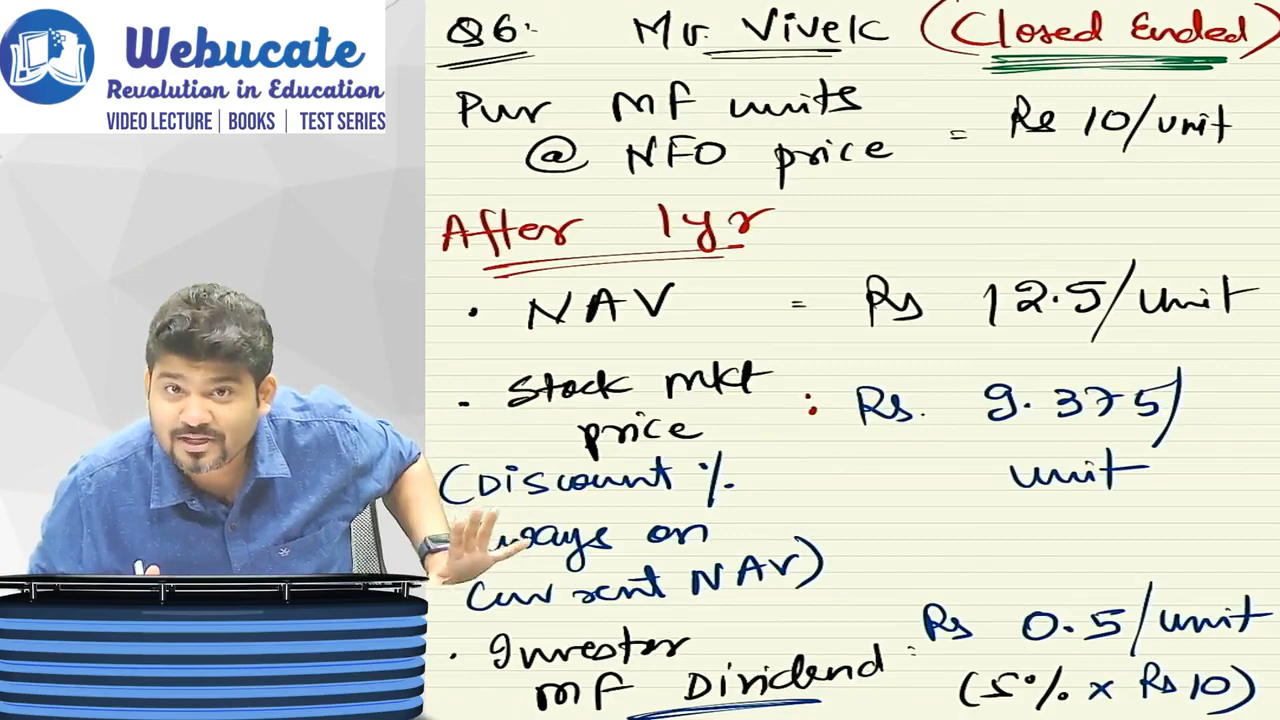 Webucate
Revolution in Education
VIDEO LECTURE | BOOKS | TEST SERIES
Q6: Mr. Vivek (Closed Ended)
Pur MF units
@ NFO price = Rs 10/unit
After 1yr
• NAV = Rs 12.5/unit
• Stock mkt price : Rs. 9.375/unit
(Discount %
on
Current NAV)
• Investor
MF Dividend = Rs 0.5/unit
(5% x Rs 10)